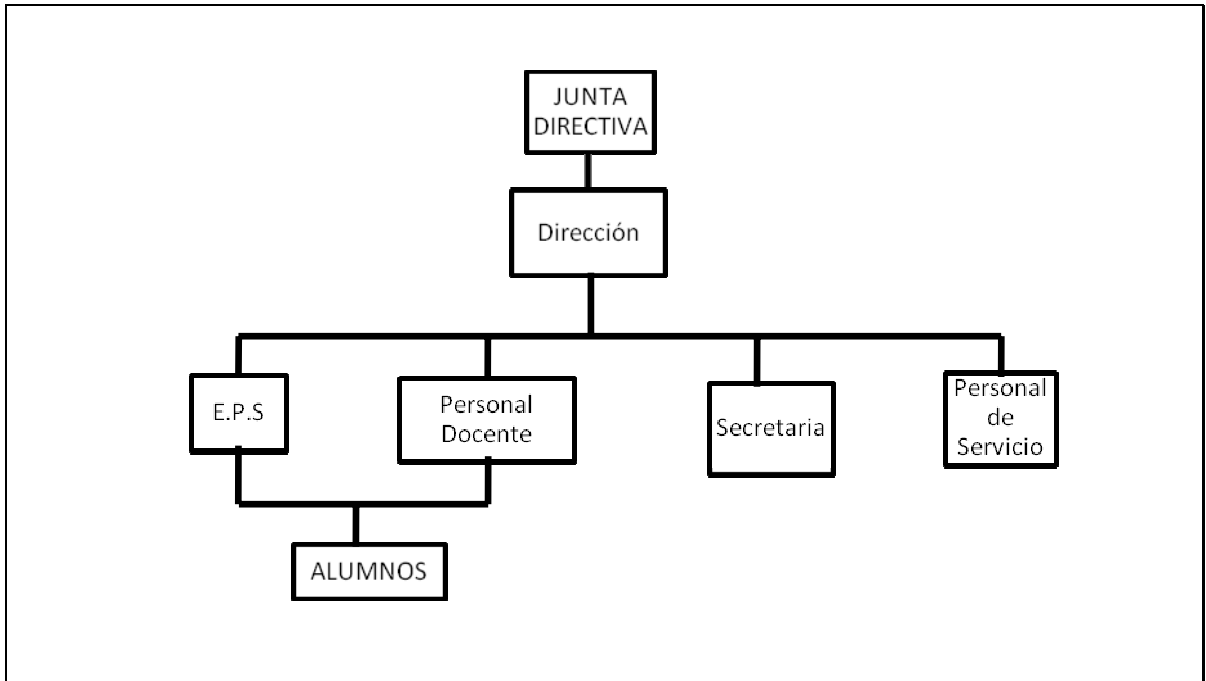 JUNTA
DIRECTIVA
Dirección
E.P.S
Personal
Docente
Secretaria
Personal
de
Servicio
ALUMNOS